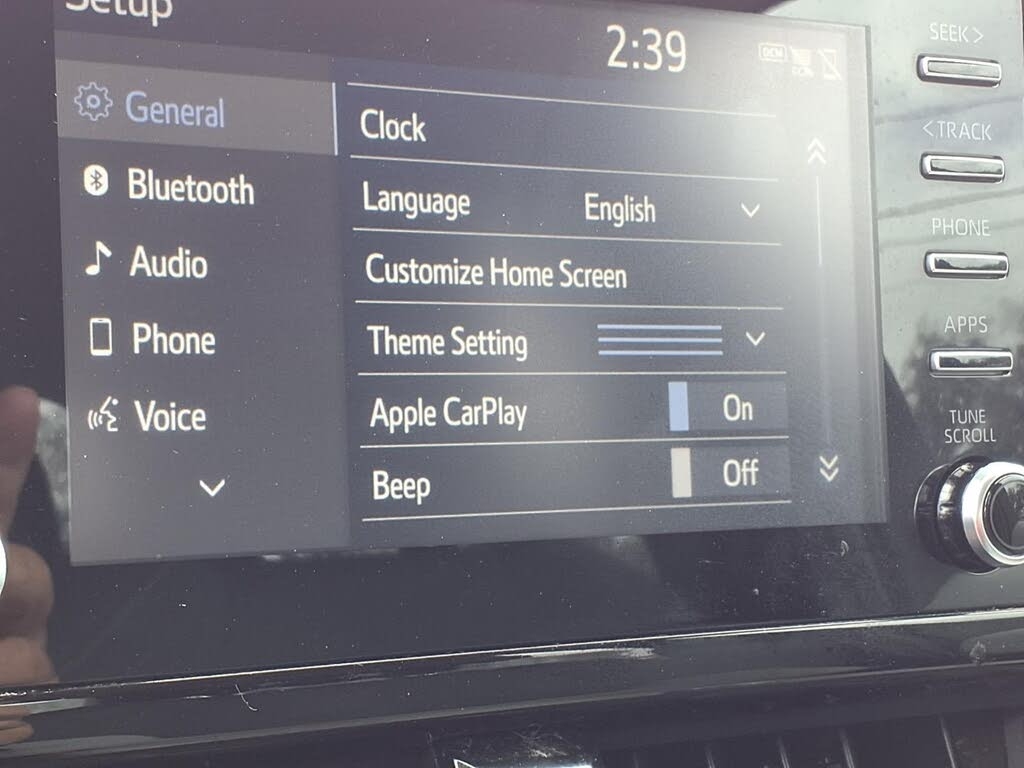 Setup
2:39
DCM
General
Bluetooth
Audio
Phone
Voice
Clock
Language English
Customize Home Screen
Theme Setting
Apple CarPlay On
Beep Off
SEEK >
< TRACK
PHONE
APPS
TUNE
SCROLL